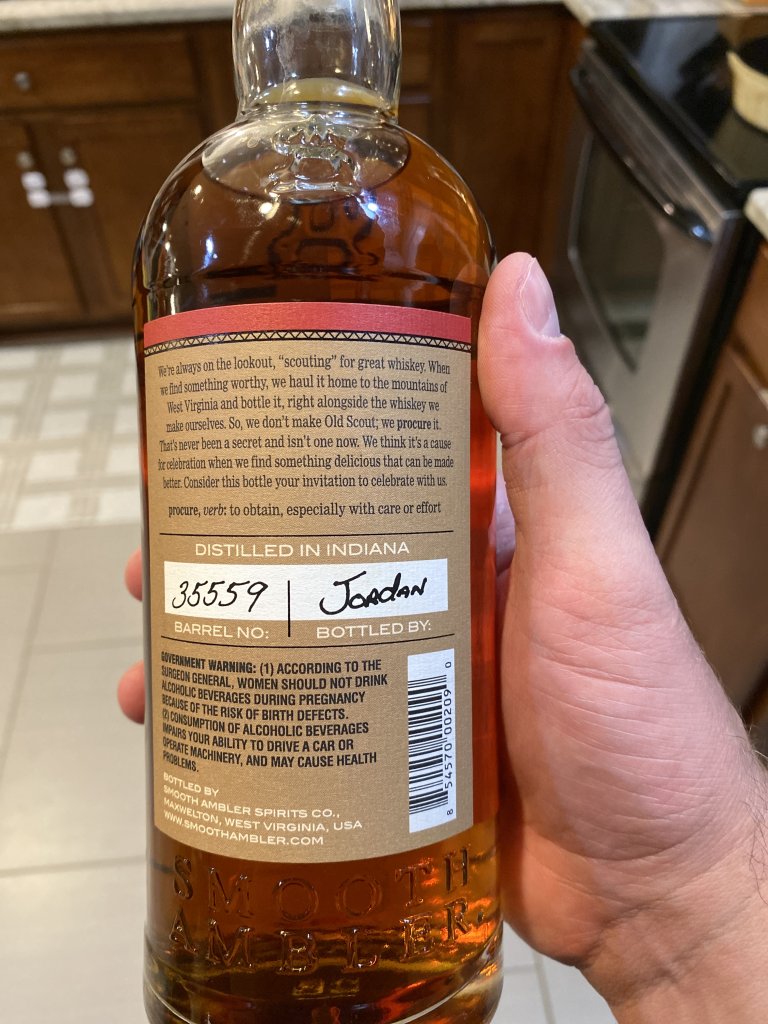 We're always on the lookout, “scouting” for great whiskey. When
we find something worthy, we haul it home to the mountains of
West Virginia and bottle it, right alongside the whiskey we
make ourselves. So, we don't make Old Scout; we procure it.
That's never been a secret and isn't one now. We think it's a cause
for celebration when we find something delicious that can be made
better. Consider this bottle your invitation to celebrate with us.
procure, verb: to obtain, especially with care or effort
DISTILLED IN INDIANA
35559 | Jordan
BARREL NO: BOTTLED BY:
GOVERNMENT WARNING: (1) ACCORDING TO THE
SURGEON GENERAL, WOMEN SHOULD NOT DRINK
ALCOHOLIC BEVERAGES DURING PREGNANCY
BECAUSE OF THE RISK OF BIRTH DEFECTS.
(2) CONSUMPTION OF ALCOHOLIC BEVERAGES
IMPAIRS YOUR ABILITY TO DRIVE A CAR OR
OPERATE MACHINERY, AND MAY CAUSE HEALTH
PROBLEMS.
8 54570 00209 0
BOTTLED BY
SMOOTH AMBLER SPIRITS CO.,
MAXWELTON, WEST VIRGINIA, USA
WWW.SMOOTHAMBLER.COM
SMOOTH
AMBLER.